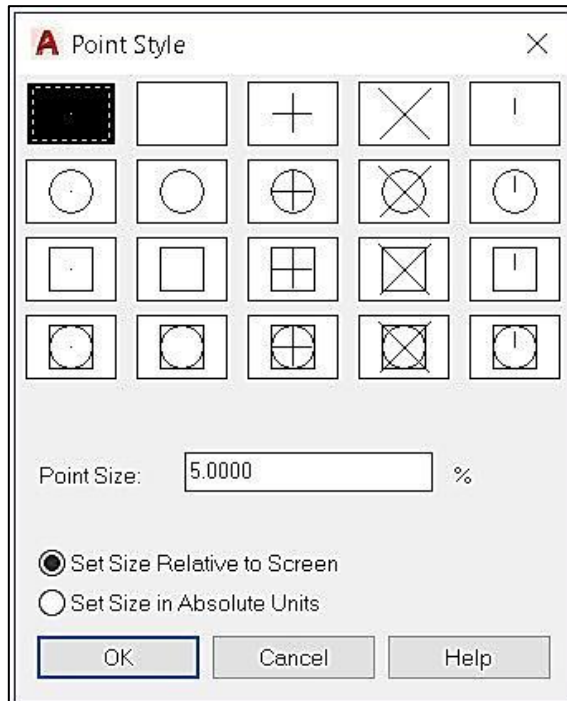 Point Style
Point Size: 5.0000 %
Set Size Relative to Screen
Set Size in Absolute Units
OK Cancel Help